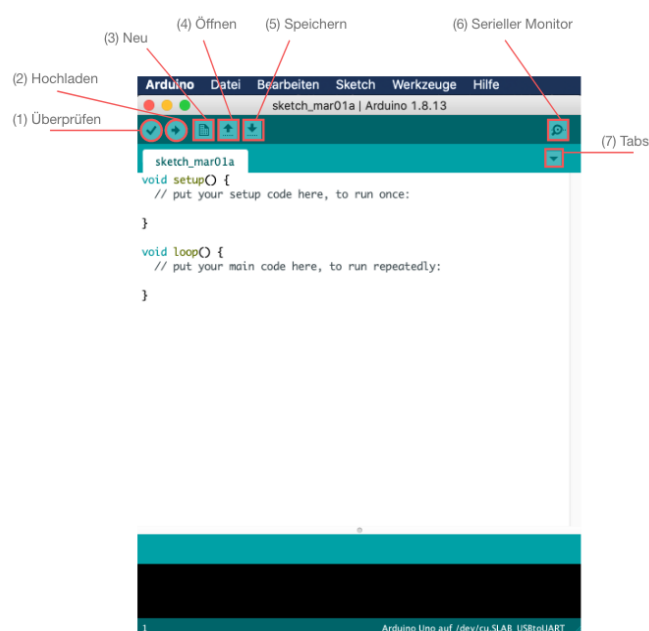 (4) Öffnen
(5) Speichern
(6) Serieller Monitor
(3) Neu
(2) Hochladen
(1) Überprüfen
(7) Tabs
Arduino Datei Bearbeiten Sketch Werkzeuge Hilfe
sketch_mar01a | Arduino 1.8.13
sketch_mar01a
void setup() {
// put your setup code here, to run once:
}
void loop() {
// put your main code here, to run repeatedly:
}
1
Arduino Uno auf /dev/cu.SLAB_USBtoUART